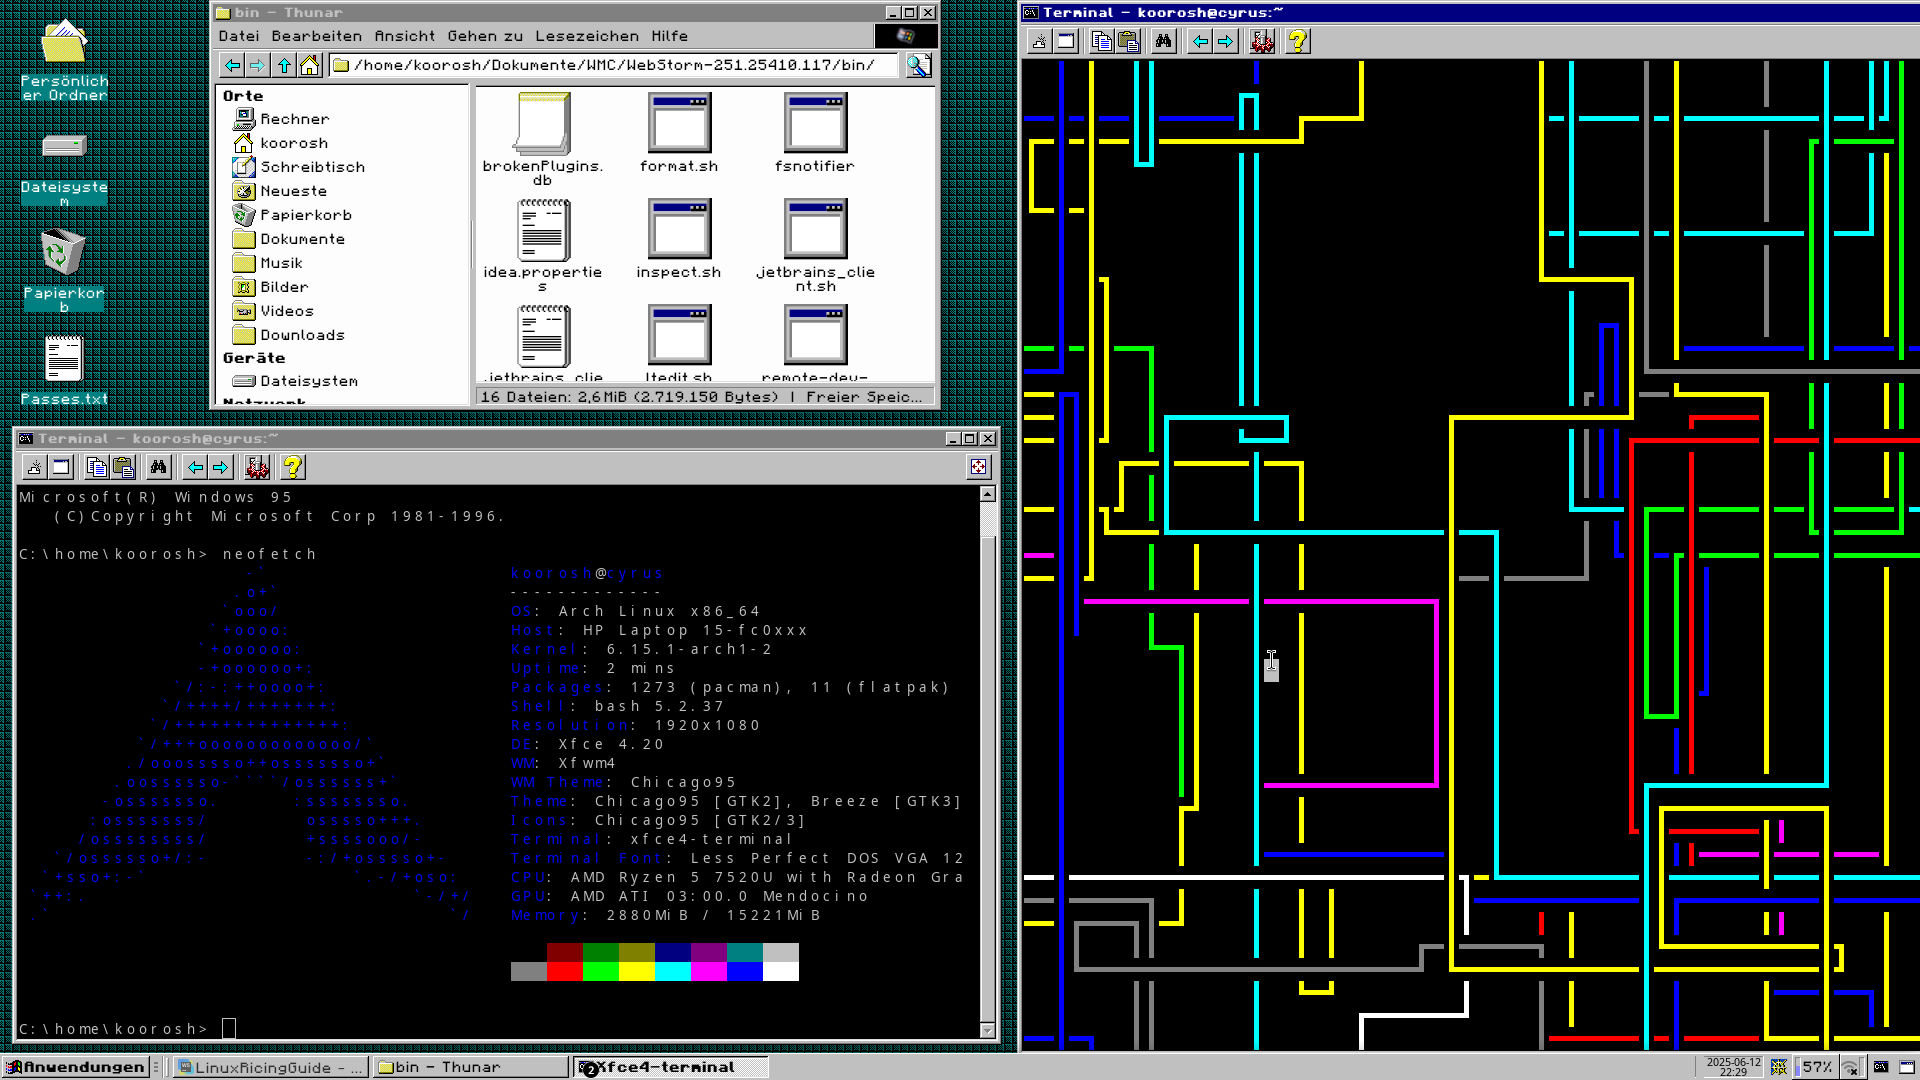 Persönlich
er Ordner
Dateisyste
m
Papierkor
b
Passes.txt
bin - Thunar
Datei Bearbeiten Ansicht Gehen zu Lesezeichen Hilfe
/home/koorosh/Dokumente/WMC/WebStorm-251.25410.117/bin/
Orte
Rechner
koorosh
Schreibtisch
Neueste
Papierkorb
Dokumente
Musik
Bilder
Videos
Downloads
Geräte
Dateisystem
Netzwerk
brokenPlugins.
db
format.sh
fsnotifier
idea.propertie
s
inspect.sh
jetbrains_clie
nt.sh
jetbrains_clie
ltedit.sh
remote-dev-
16 Dateien: 2,6 MiB (2.719.150 Bytes) | Freier Speic...
Terminal - koorosh@cyrus:~
Microsoft(R) Windows 95
(C)Copyright Microsoft Corp 1981-1996.
C:\home\koorosh> neofetch
koorosh@cyrus
-------------
OS: Arch Linux x86_64
Host: HP Laptop 15-fc0xxx
Kernel: 6.15.1-arch1-2
Uptime: 2 mins
Packages: 1273 (pacman), 11 (flatpak)
Shell: bash 5.2.37
Resolution: 1920x1080
DE: Xfce 4.20
WM: Xfwm4
WM Theme: Chicago95
Theme: Chicago95 [GTK2], Breeze [GTK3]
Icons: Chicago95 [GTK2/3]
Terminal: xfce4-terminal
Terminal Font: Less Perfect DOS VGA 12
CPU: AMD Ryzen 5 7520U with Radeon Gra
GPU: AMD ATI 03:00.0 Mendocino
Memory: 2880MiB / 15221MiB
C:\home\koorosh>
Terminal - koorosh@cyrus:~
Anwendungen
LinuxRicingGuide - ...
bin - Thunar
2
Xfce4-terminal
2025-06-12
22:29
57%